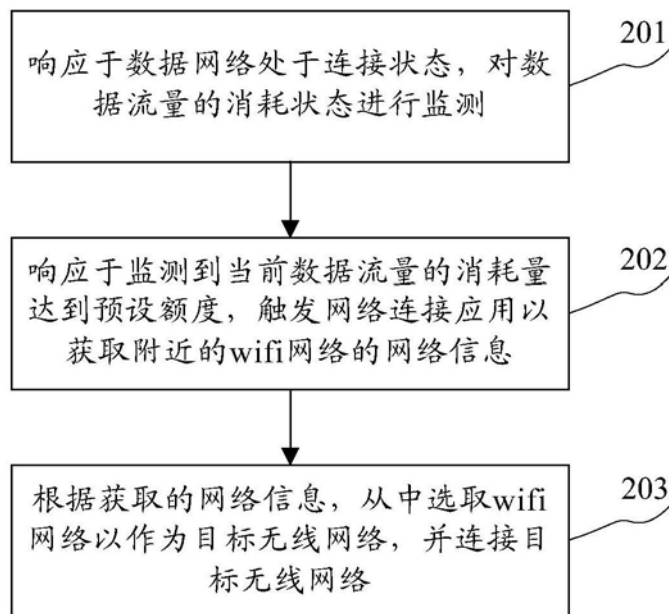 响应于数据网络处于连接状态，对数
据流量的消耗状态进行监测
201
响应于监测到当前数据流量的消耗量
达到预设额度，触发网络连接应用以
获取附近的wifi网络的网络信息
202
根据获取的网络信息，从中选取wifi
网络以作为目标无线网络，并连接目
标无线网络
203